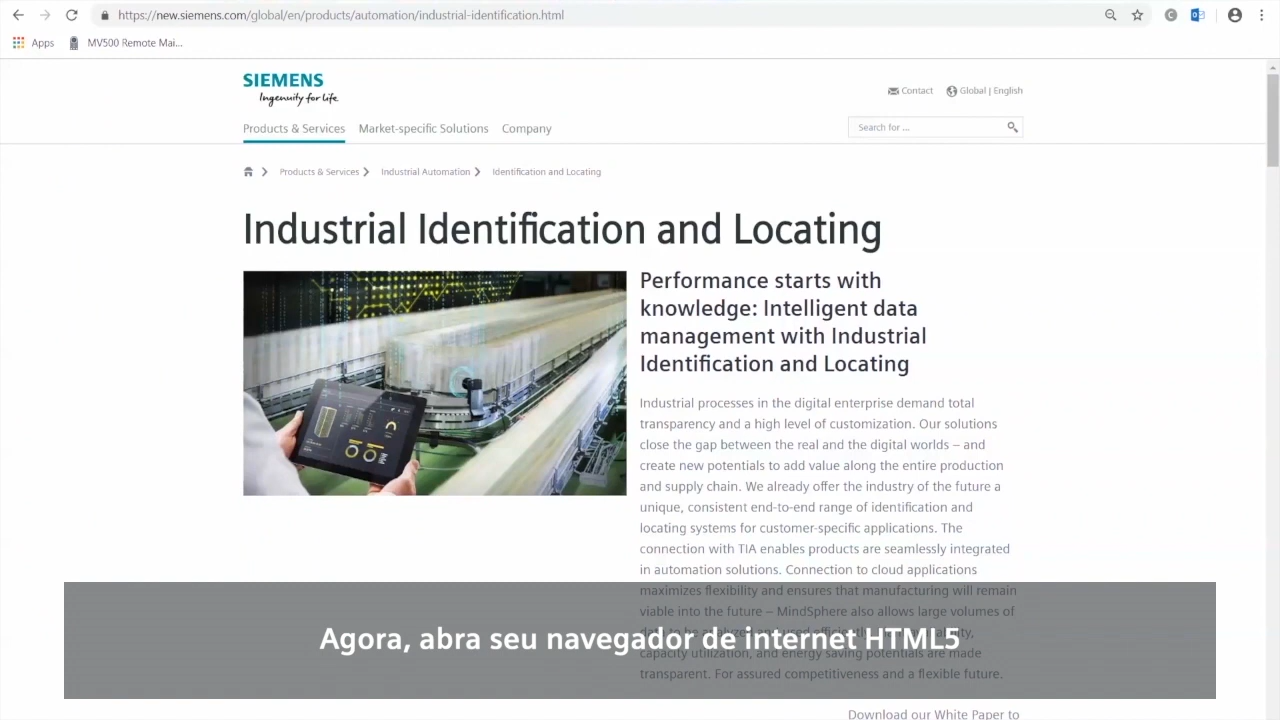 https://new.siemens.com/global/en/products/automation/industrial-identification.html
Apps MV500 Remote Mai...
SIEMENS
Ingenuity for life
Contact Global | English
Products & Services Market-specific Solutions Company
Search for ...
Products & Services Industrial Automation Identification and Locating
Industrial Identification and Locating
Performance starts with
knowledge: Intelligent data
management with Industrial
Identification and Locating
Industrial processes in the digital enterprise demand total
transparency and a high level of customization. Our solutions
close the gap between the real and the digital worlds – and
create new potentials to add value along the entire production
and supply chain. We already offer the industry of the future a
unique, consistent end-to-end range of identification and
locating systems for customer-specific applications. The
connection with TIA enables products are seamlessly integrated
in automation solutions. Connection to cloud applications
maximizes flexibility and ensures that manufacturing will remain
viable into the future – MindSphere also allows large volumes of
Agora, abra seu navegador de internet HTML5
capacity utilization, and energy saving potentials are made
transparent. For assured competitiveness and a flexible future.
Download our White Paper to